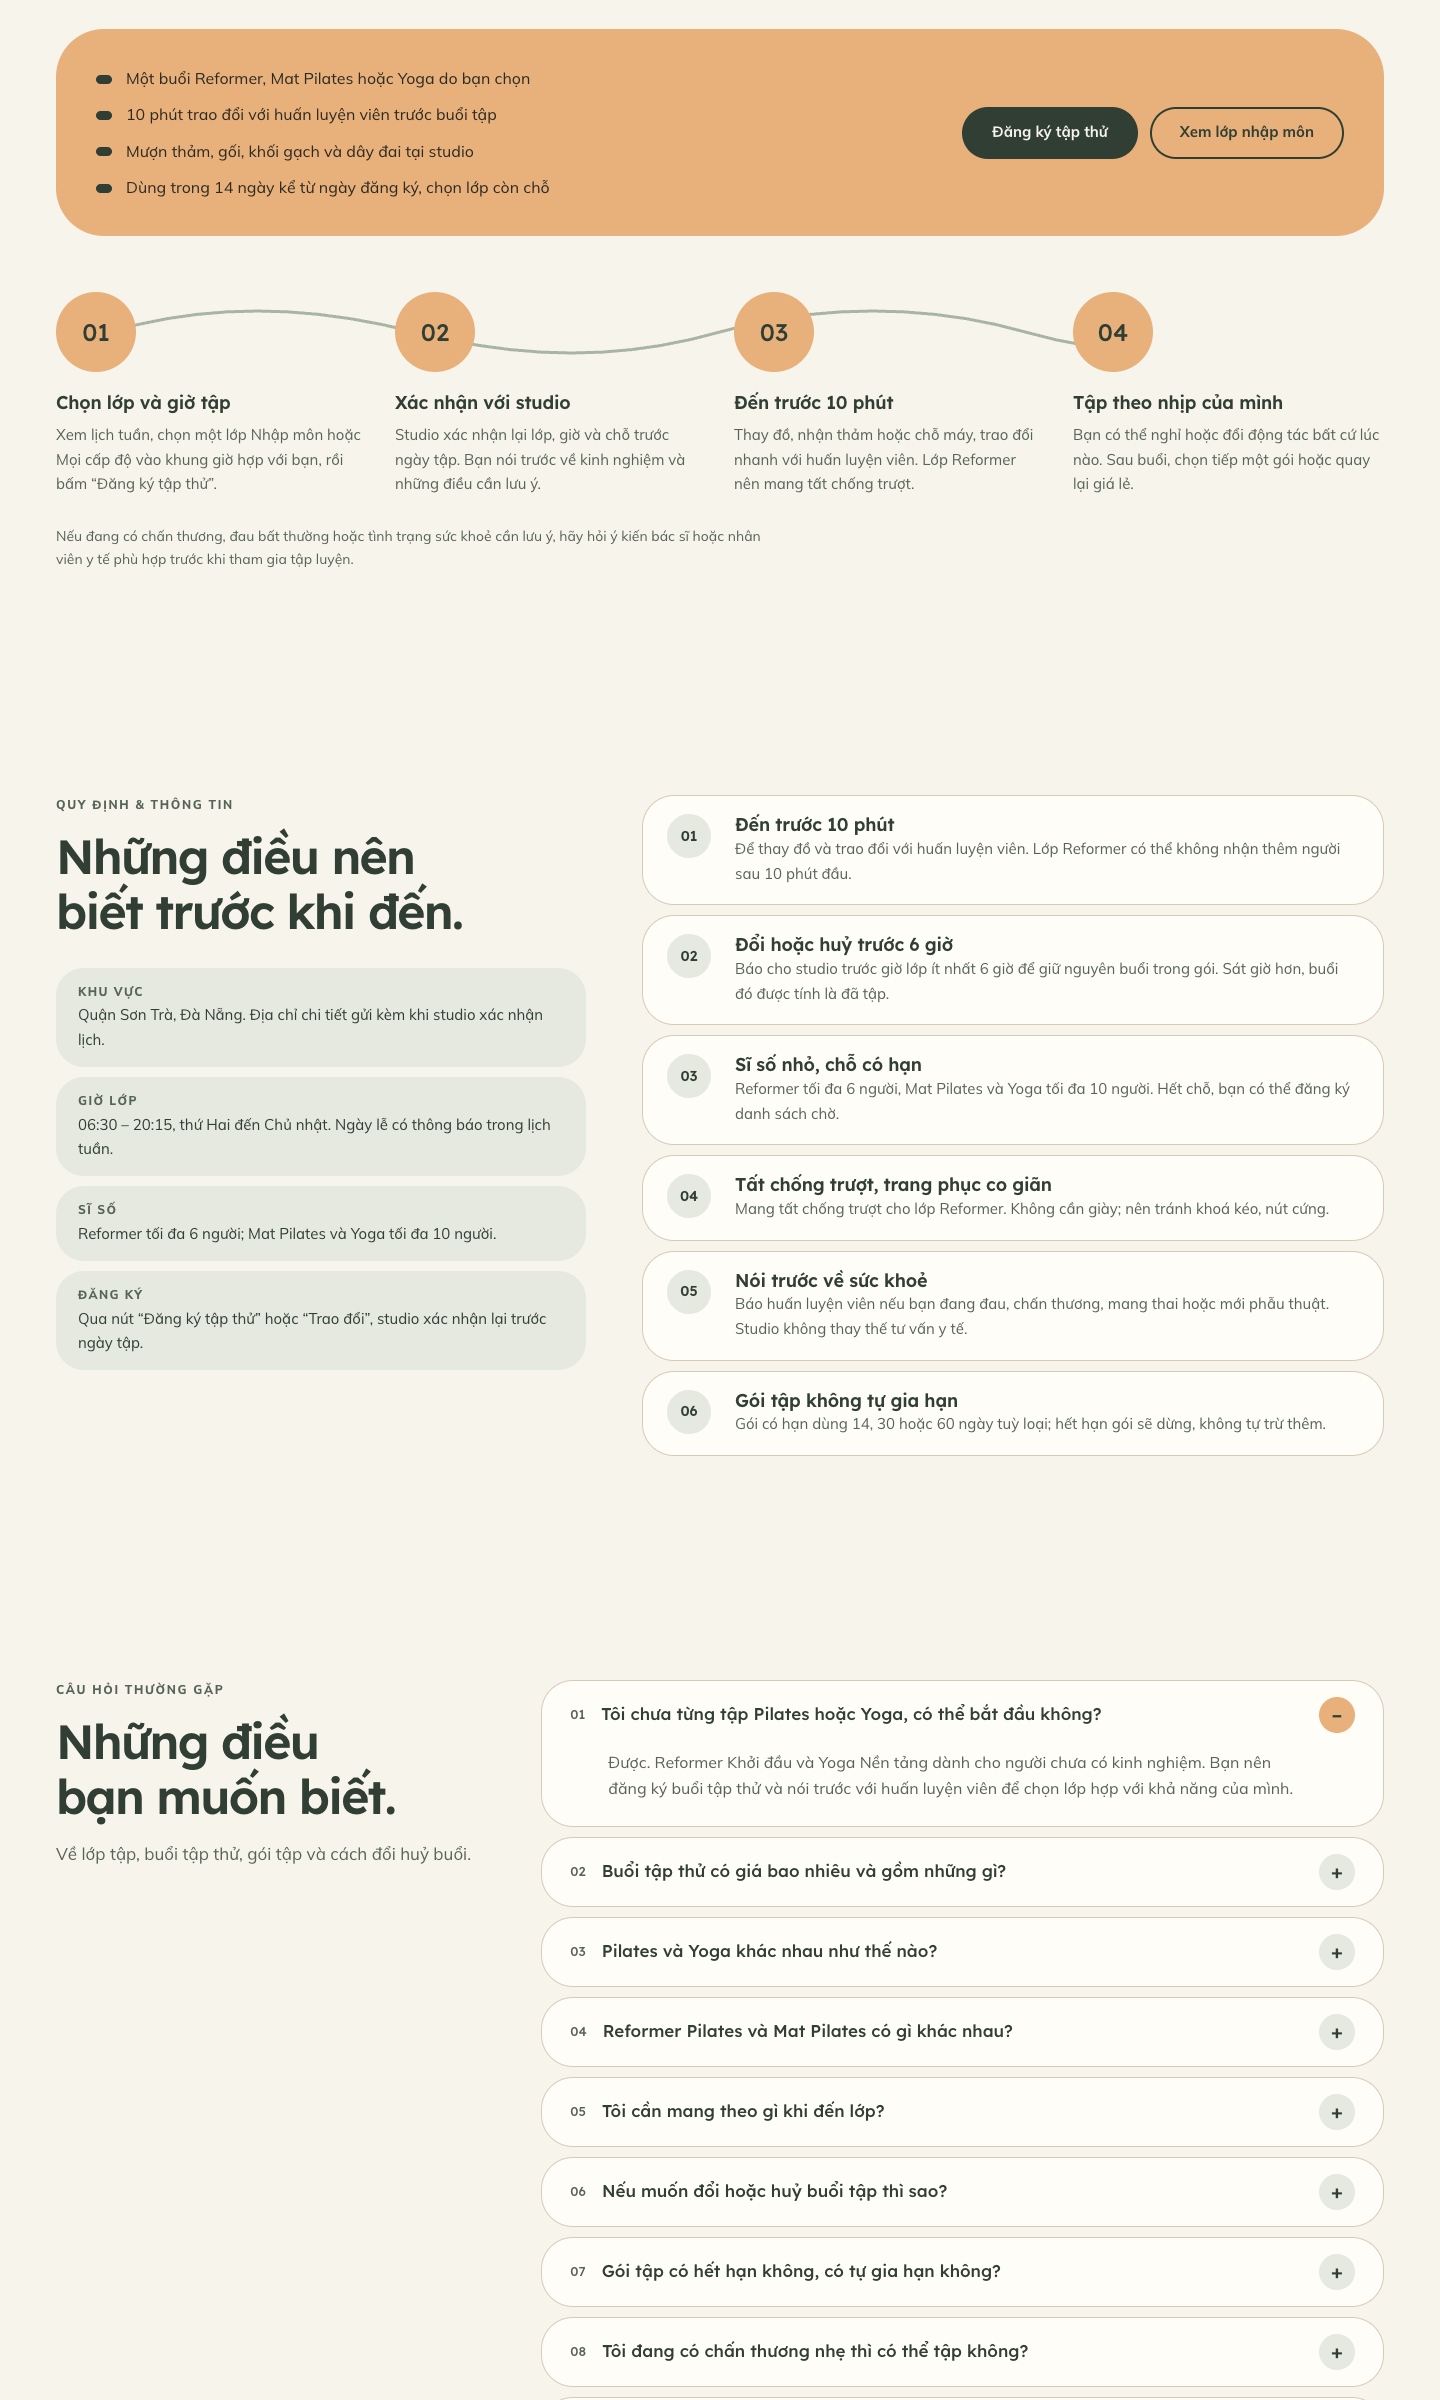 Một buổi Reformer, Mat Pilates hoặc Yoga do bạn chọn
10 phút trao đổi với huấn luyện viên trước buổi tập
Mượn thảm, gối, khối gạch và dây đai tại studio
Dùng trong 14 ngày kể từ ngày đăng ký, chọn lớp còn chỗ
Đăng ký tập thử
Xem lớp nhập môn
01
Chọn lớp và giờ tập
Xem lịch tuần, chọn một lớp Nhập môn hoặc
Mọi cấp độ vào khung giờ hợp với bạn, rồi
bấm “Đăng ký tập thử”.
02
Xác nhận với studio
Studio xác nhận lại lớp, giờ và chỗ trước
ngày tập. Bạn nói trước về kinh nghiệm và
những điều cần lưu ý.
03
Đến trước 10 phút
Thay đồ, nhận thảm hoặc chỗ máy, trao đổi
nhanh với huấn luyện viên. Lớp Reformer
nên mang tất chống trượt.
04
Tập theo nhịp của mình
Bạn có thể nghỉ hoặc đổi động tác bất cứ lúc
nào. Sau buổi, chọn tiếp một gói hoặc quay
lại giá lẻ.
Nếu đang có chấn thương, đau bất thường hoặc tình trạng sức khoẻ cần lưu ý, hãy hỏi ý kiến bác sĩ hoặc nhân
viên y tế phù hợp trước khi tham gia tập luyện.
QUY ĐỊNH & THÔNG TIN
Những điều nên
biết trước khi đến.
KHU VỰC
Quận Sơn Trà, Đà Nẵng. Địa chỉ chi tiết gửi kèm khi studio xác nhận
lịch.
GIỜ LỚP
06:30 – 20:15, thứ Hai đến Chủ nhật. Ngày lễ có thông báo trong lịch
tuần.
SĨ SỐ
Reformer tối đa 6 người; Mat Pilates và Yoga tối đa 10 người.
ĐĂNG KÝ
Qua nút “Đăng ký tập thử” hoặc “Trao đổi”, studio xác nhận lại trước
ngày tập.
01
Đến trước 10 phút
Để thay đồ và trao đổi với huấn luyện viên. Lớp Reformer có thể không nhận thêm người
sau 10 phút đầu.
02
Đổi hoặc huỷ trước 6 giờ
Báo cho studio trước giờ lớp ít nhất 6 giờ để giữ nguyên buổi trong gói. Sát giờ hơn, buổi
đó được tính là đã tập.
03
Sĩ số nhỏ, chỗ có hạn
Reformer tối đa 6 người, Mat Pilates và Yoga tối đa 10 người. Hết chỗ, bạn có thể đăng ký
danh sách chờ.
04
Tất chống trượt, trang phục co giãn
Mang tất chống trượt cho lớp Reformer. Không cần giày; nên tránh khoá kéo, nút cứng.
05
Nói trước về sức khoẻ
Báo huấn luyện viên nếu bạn đang đau, chấn thương, mang thai hoặc mới phẫu thuật.
Studio không thay thế tư vấn y tế.
06
Gói tập không tự gia hạn
Gói có hạn dùng 14, 30 hoặc 60 ngày tuỳ loại; hết hạn gói sẽ dừng, không tự trừ thêm.
CÂU HỎI THƯỜNG GẶP
Những điều
bạn muốn biết.
Về lớp tập, buổi tập thử, gói tập và cách đổi huỷ buổi.
01 Tôi chưa từng tập Pilates hoặc Yoga, có thể bắt đầu không? –
Được. Reformer Khởi đầu và Yoga Nền tảng dành cho người chưa có kinh nghiệm. Bạn nên
đăng ký buổi tập thử và nói trước với huấn luyện viên để chọn lớp hợp với khả năng của mình.
02 Buổi tập thử có giá bao nhiêu và gồm những gì? +
03 Pilates và Yoga khác nhau như thế nào? +
04 Reformer Pilates và Mat Pilates có gì khác nhau? +
05 Tôi cần mang theo gì khi đến lớp? +
06 Nếu muốn đổi hoặc huỷ buổi tập thì sao? +
07 Gói tập có hết hạn không, có tự gia hạn không? +
08 Tôi đang có chấn thương nhẹ thì có thể tập không? +